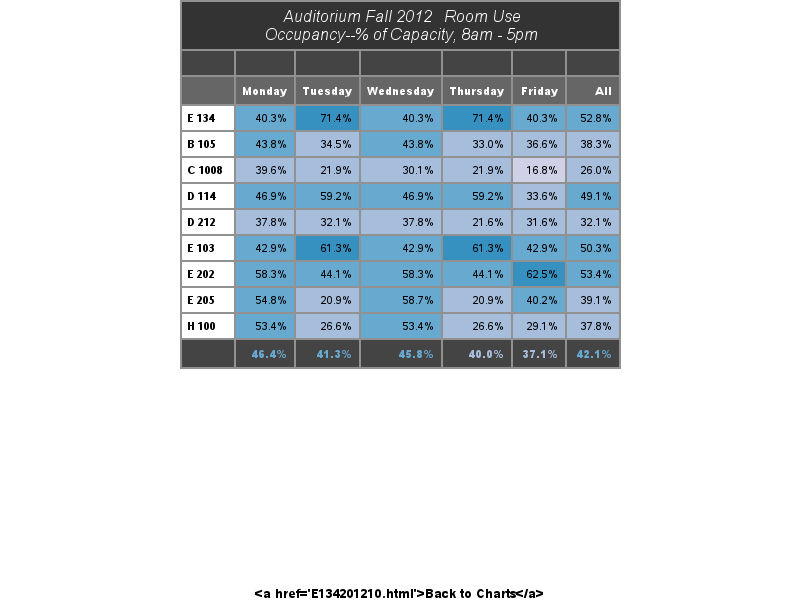 Auditorium Fall 2012 Room Use
Occupancy--% of Capacity, 8am - 5pm
Monday Tuesday Wednesday Thursday Friday All
E 134 40.3% 71.4% 40.3% 71.4% 40.3% 52.8%
B 105 43.8% 34.5% 43.8% 33.0% 36.6% 38.3%
C 1008 39.6% 21.9% 30.1% 21.9% 16.8% 26.0%
D 114 46.9% 59.2% 46.9% 59.2% 33.6% 49.1%
D 212 37.8% 32.1% 37.8% 21.6% 31.6% 32.1%
E 103 42.9% 61.3% 42.9% 61.3% 42.9% 50.3%
E 202 58.3% 44.1% 58.3% 44.1% 62.5% 53.4%
E 205 54.8% 20.9% 58.7% 20.9% 40.2% 39.1%
H 100 53.4% 26.6% 53.4% 26.6% 29.1% 37.8%
46.4% 41.3% 45.8% 40.0% 37.1% 42.1%
<a href='E134201210.html'>Back to Charts</a>